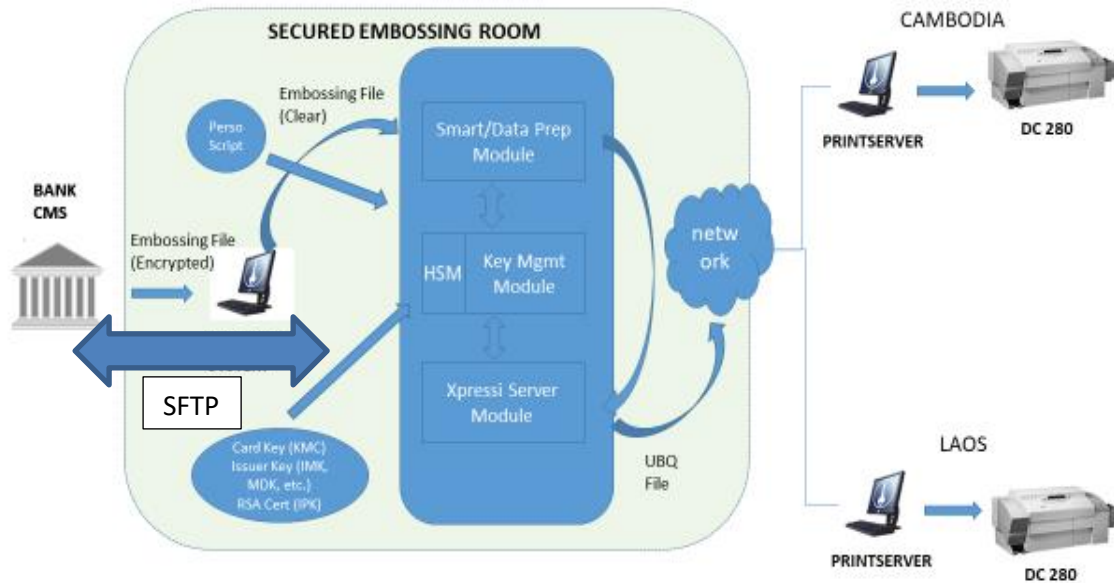 SECURED EMBOSSING ROOM
CAMBODIA
Embossing File
(Clear)
Perso
Script
Smart/Data Prep
Module
PRINTSERVER
DC 280
BANK
CMS
Embossing File
(Encrypted)
HSM
Key Mgmt
Module
netw
ork
SFTP
Xpressi Server
Module
Card Key (KMC)
Issuer Key (IMK,
MDK, etc.)
RSA Cert (IPK)
UBQ
File
LAOS
PRINTSERVER
DC 280